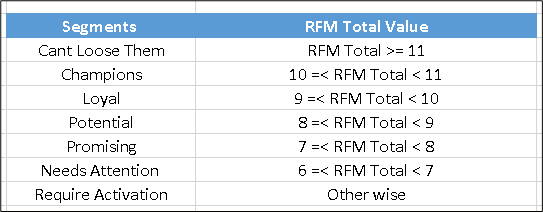 Segments RFM Total Value
Cant Loose Them RFM Total >= 11
Champions 10 =< RFM Total < 11
Loyal 9 =< RFM Total < 10
Potential 8 =< RFM Total < 9
Promising 7 =< RFM Total < 8
Needs Attention 6 =< RFM Total < 7
Require Activation Other wise